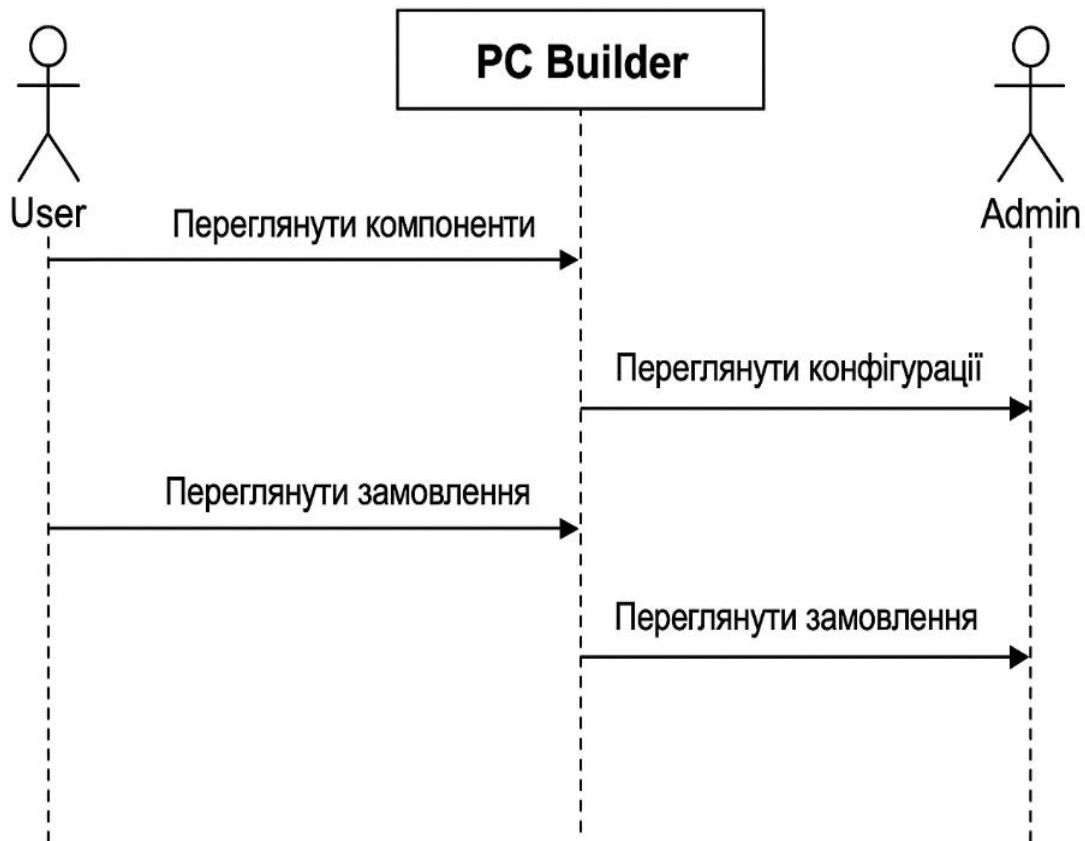 PC Builder
User
Admin
Переглянути компоненти
Переглянути конфігурації
Переглянути замовлення
Переглянути замовлення